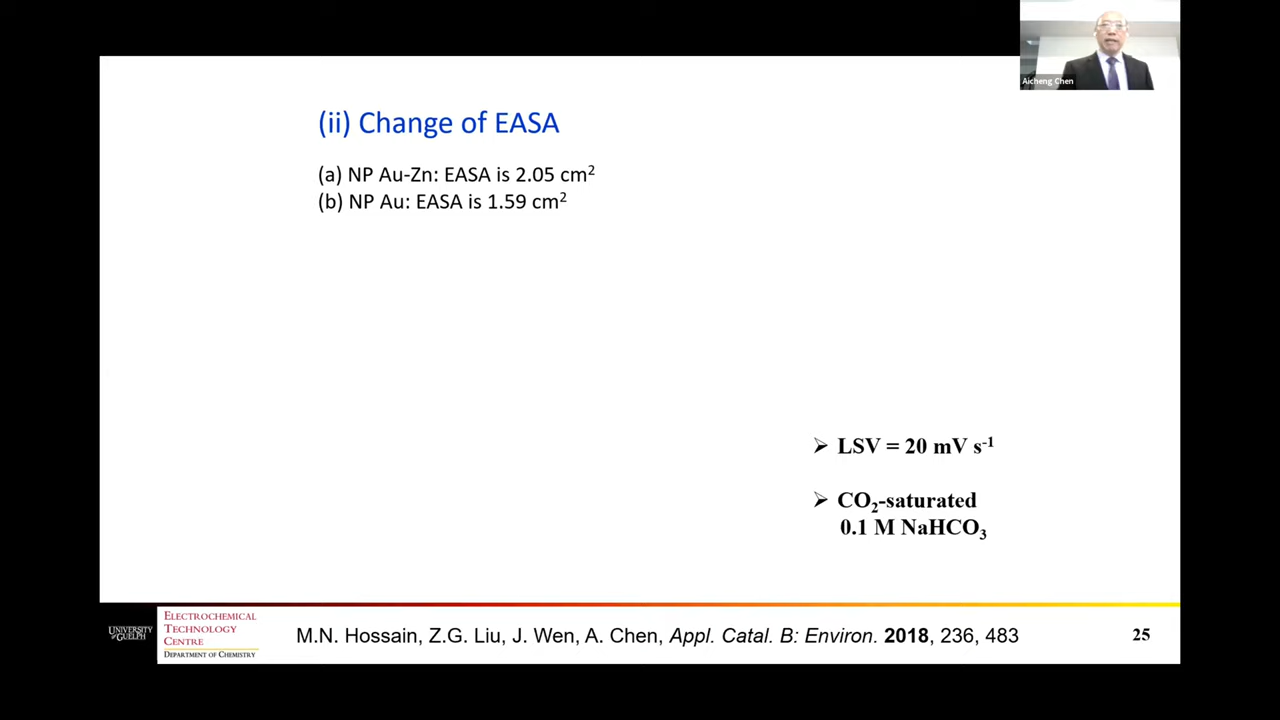 Aicheng Chen
(ii) Change of EASA
(a) NP Au-Zn: EASA is 2.05 cm²
(b) NP Au: EASA is 1.59 cm²
➢ LSV = 20 mV s⁻¹
➢ CO₂-saturated
0.1 M NaHCO₃
UNIVERSITY
of GUELPH
ELECTROCHEMICAL
TECHNOLOGY
CENTRE
DEPARTMENT OF CHEMISTRY
M.N. Hossain, Z.G. Liu, J. Wen, A. Chen, Appl. Catal. B: Environ. 2018, 236, 483
25